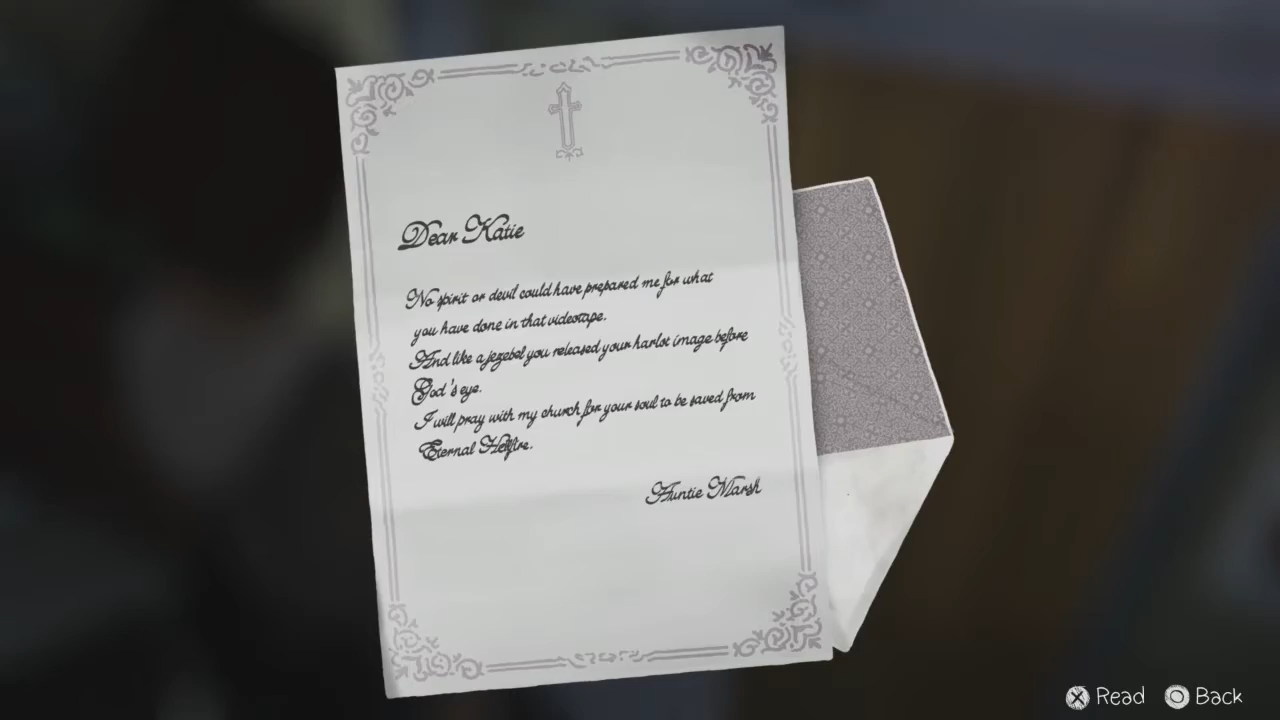 Dear Katie
No spirit or devil could have prepared me for what
you have done in that videotape.
And like a jezebel you released your harlot image before
God's eye.
I will pray with my church for your soul to be saved from
Eternal Hellfire.
Auntie Marsh
Read Back